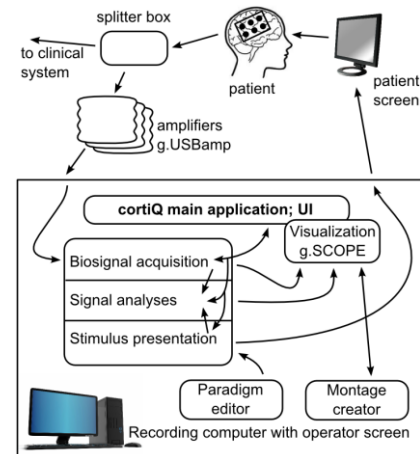 splitter box
to clinical
system
patient
patient
screen
amplifiers
g.USBamp
cortiQ main application; UI
Visualization
g.SCOPE
Biosignal acquisition
Signal analyses
Stimulus presentation
Paradigm
editor
Montage
creator
Recording computer with operator screen